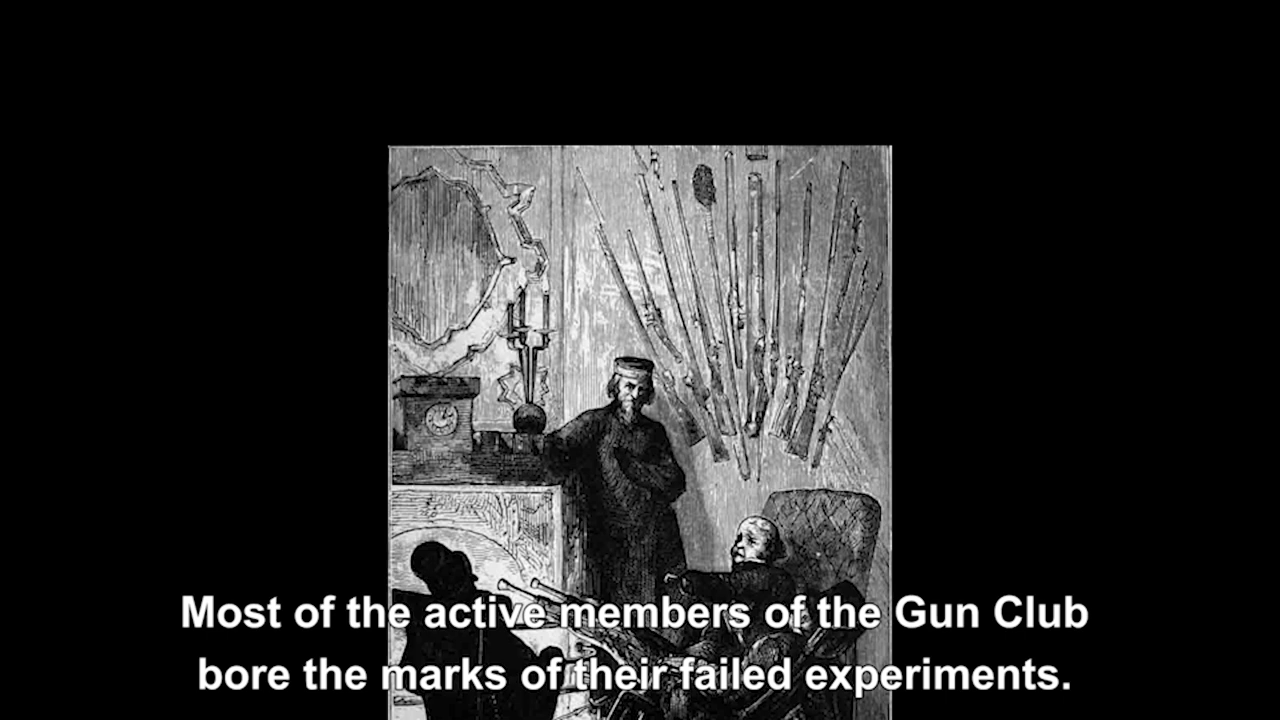 Most of the active members of the Gun Club
bore the marks of their failed experiments.